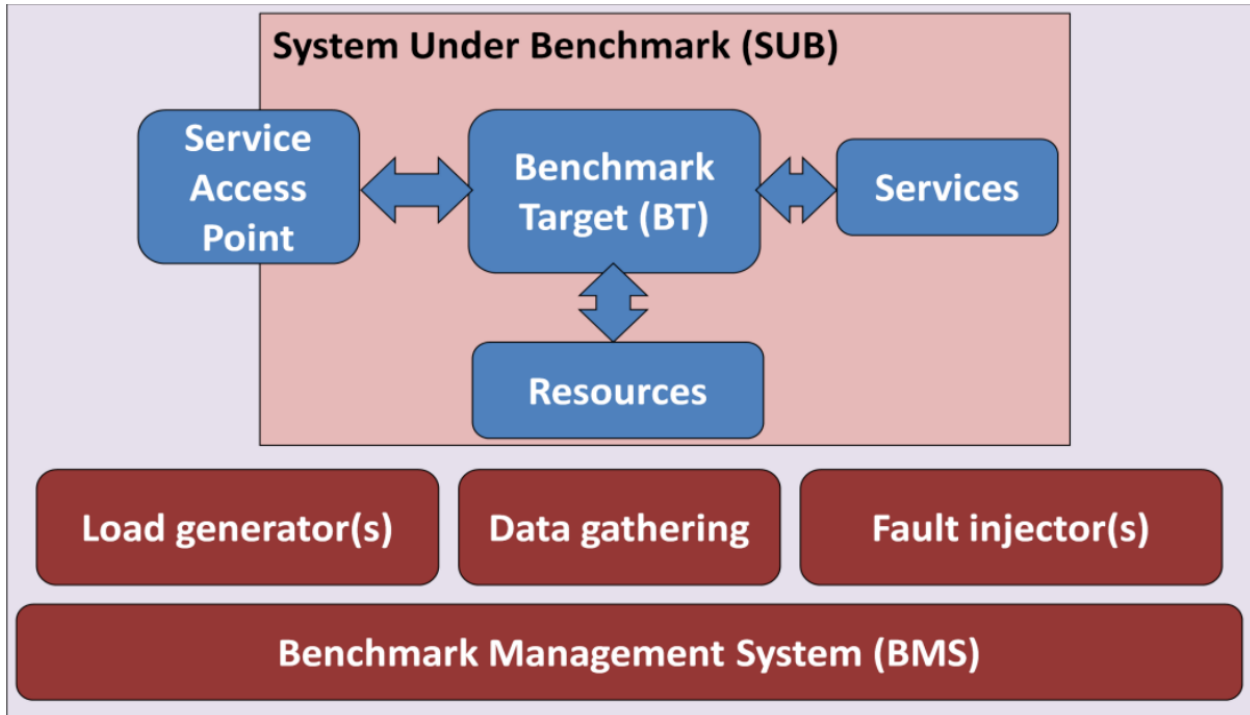 System Under Benchmark (SUB)
Service
Access
Point
Benchmark
Target (BT)
Services
Resources
Load generator(s)
Data gathering
Fault injector(s)
Benchmark Management System (BMS)